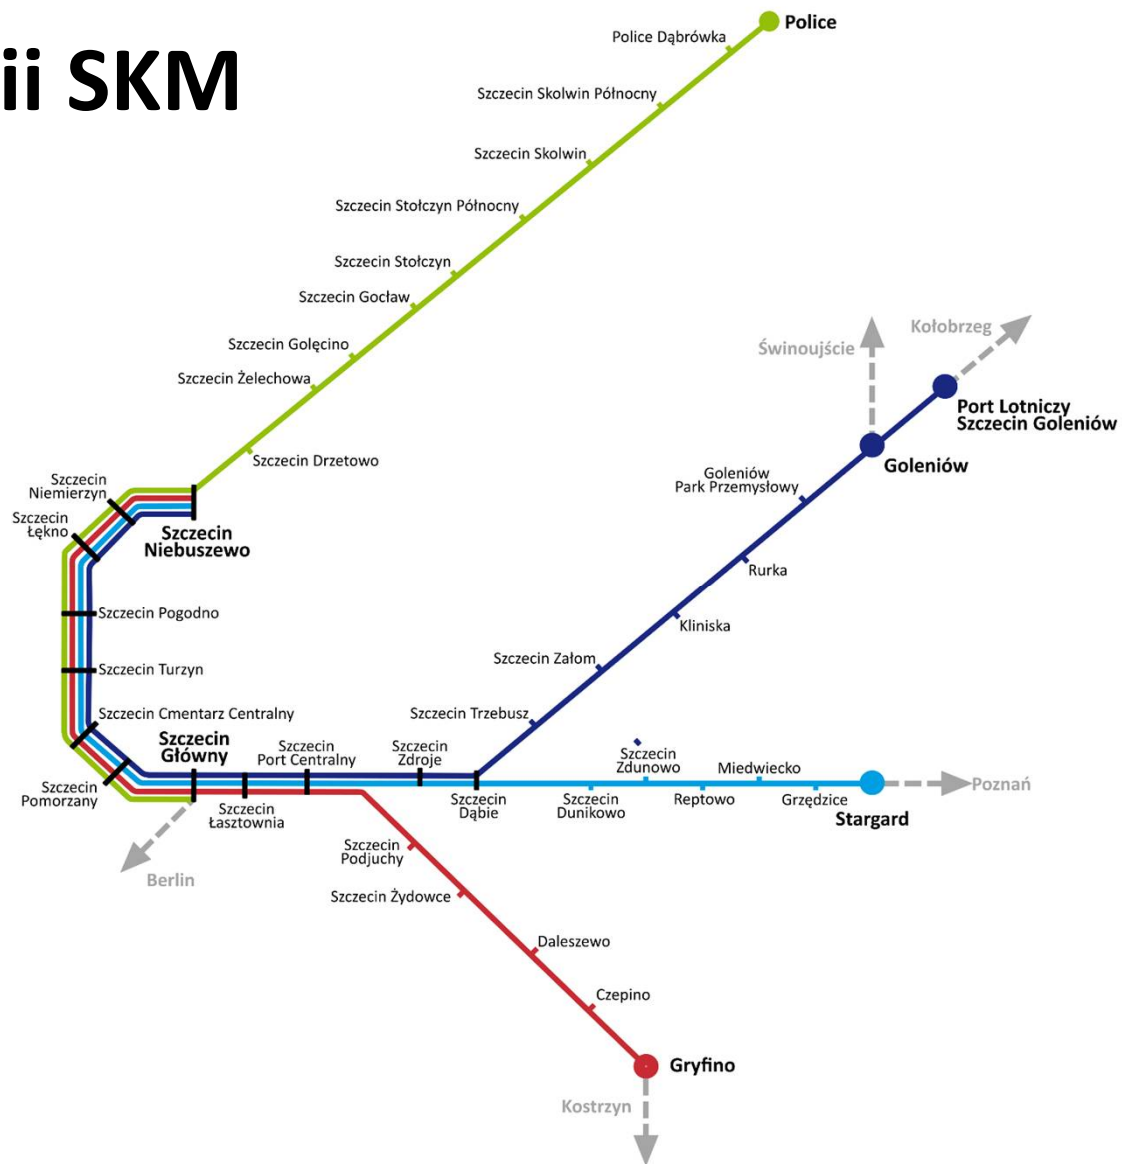 ii SKM
Police
Police Dąbrówka
Szczecin Skolwin Północny
Szczecin Skolwin
Szczecin Stołczyn Północny
Szczecin Stołczyn
Szczecin Gocław
Szczecin Golęcino
Szczecin Żelechowa
Szczecin Drzetowo
Kołobrzeg
Świnoujście
Port Lotniczy
Szczecin Goleniów
Goleniów
Goleniów
Park Przemysłowy
Rurka
Kliniska
Szczecin Załom
Szczecin Trzebusz
Szczecin
Niemierzyn
Szczecin
Łękno
Szczecin
Niebuszewo
Szczecin Pogodno
Szczecin Turzyn
Szczecin Cmentarz Centralny
Szczecin
Pomorzany
Szczecin
Główny
Szczecin
Łasztownia
Szczecin
Port Centralny
Szczecin
Zdroje
Szczecin
Dąbie
Szczecin
Dunikowo
Szczecin
Zdunowo
Reptowo
Miedwiecko
Grzędzice
Stargard
Poznań
Berlin
Szczecin
Podjuchy
Szczecin Żydowce
Daleszewo
Czepino
Gryfino
Kostrzyn